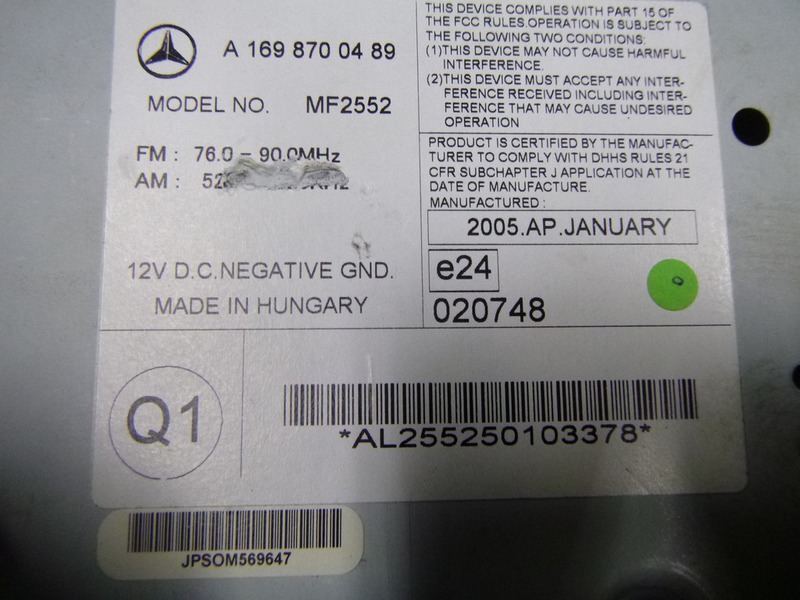 A 169 870 04 89
MODEL NO. MF2552
FM : 76.0 - 90.0MHz
AM :
12V D.C.NEGATIVE GND.
MADE IN HUNGARY
THIS DEVICE COMPLIES WITH PART 15 OF
THE FCC RULES.OPERATION IS SUBJECT TO
THE FOLLOWING TWO CONDITIONS:
(1)THIS DEVICE MAY NOT CAUSE HARMFUL
INTERFERENCE.
(2)THIS DEVICE MUST ACCEPT ANY INTER-
FERENCE RECEIVED INCLUDING INTER-
FERENCE THAT MAY CAUSE UNDESIRED
OPERATION
PRODUCT IS CERTIFIED BY THE MANUFAC-
TURER TO COMPLY WITH DHHS RULES 21
CFR SUBCHAPTER J APPLICATION AT THE
DATE OF MANUFACTURE.
MANUFACTURED :
2005.AP.JANUARY
e24
020748
0
Q1
*AL255250103378*
JPSOM569647